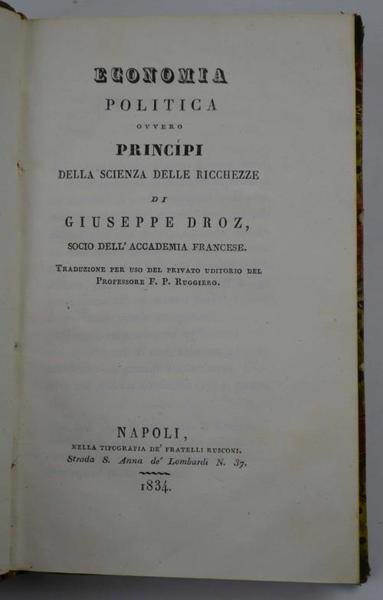 ECONOMIA
POLITICA
OVVERO
PRINCÍPI
DELLA SCIENZA DELLE RICCHEZZE
DI
GIUSEPPE DROZ,
SOCIO DELL' ACCADEMIA FRANCESE.
TRADUZIONE PER USO DEL PRIVATO UDITORIO DEL
PROFESSORE F. P. RUGGIERO.
NAPOLI,
NELLA TIPOGRAFIA DE' FRATELLI RUSCONI.
Strada S. Anna de' Lombardi N. 37.
1834.